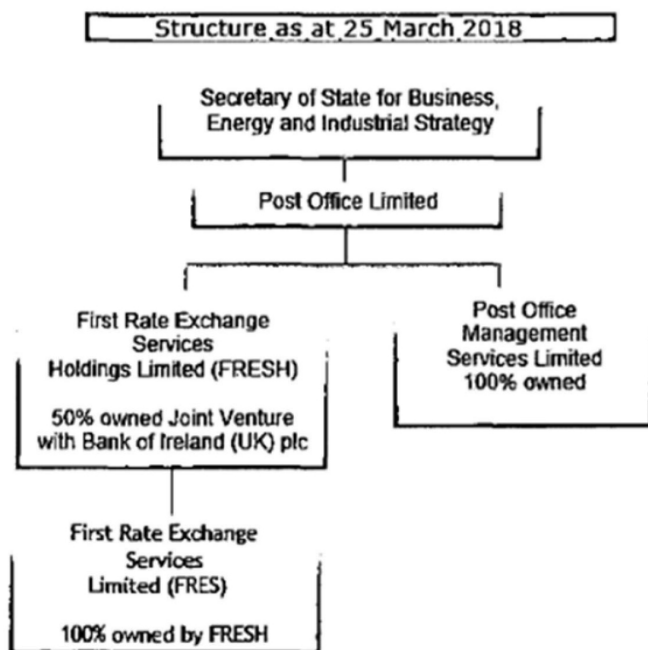 Structure as at 25 March 2018
Secretary of State for Business,
Energy and Industrial Strategy
Post Office Limited
First Rate Exchange
Services
Holdings Limited (FRESH)
50% owned Joint Venture
with Bank of Ireland (UK) plc
Post Office
Management
Services Limited
100% owned
First Rate Exchange
Services
Limited (FRES)
100% owned by FRESH